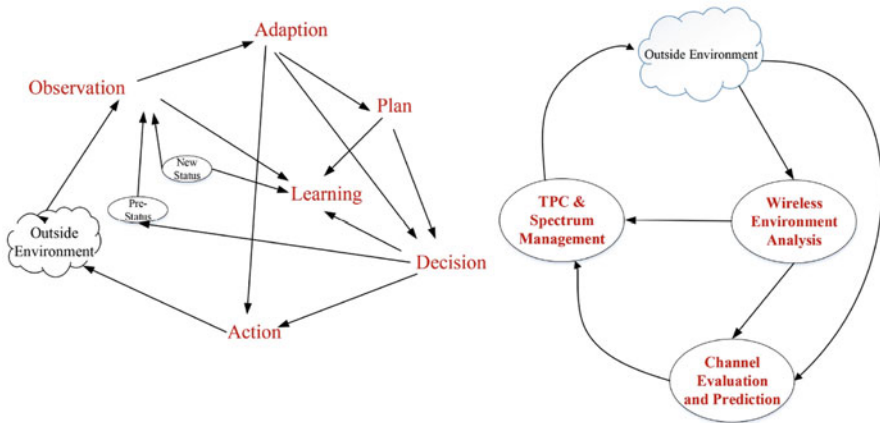 Adaption
Observation
Plan
New
Status
Learning
Pre-
Status
Outside
Environment
Decision
Action
Outside Environment
TPC &
Spectrum
Management
Wireless
Environment
Analysis
Channel
Evaluation
and Prediction